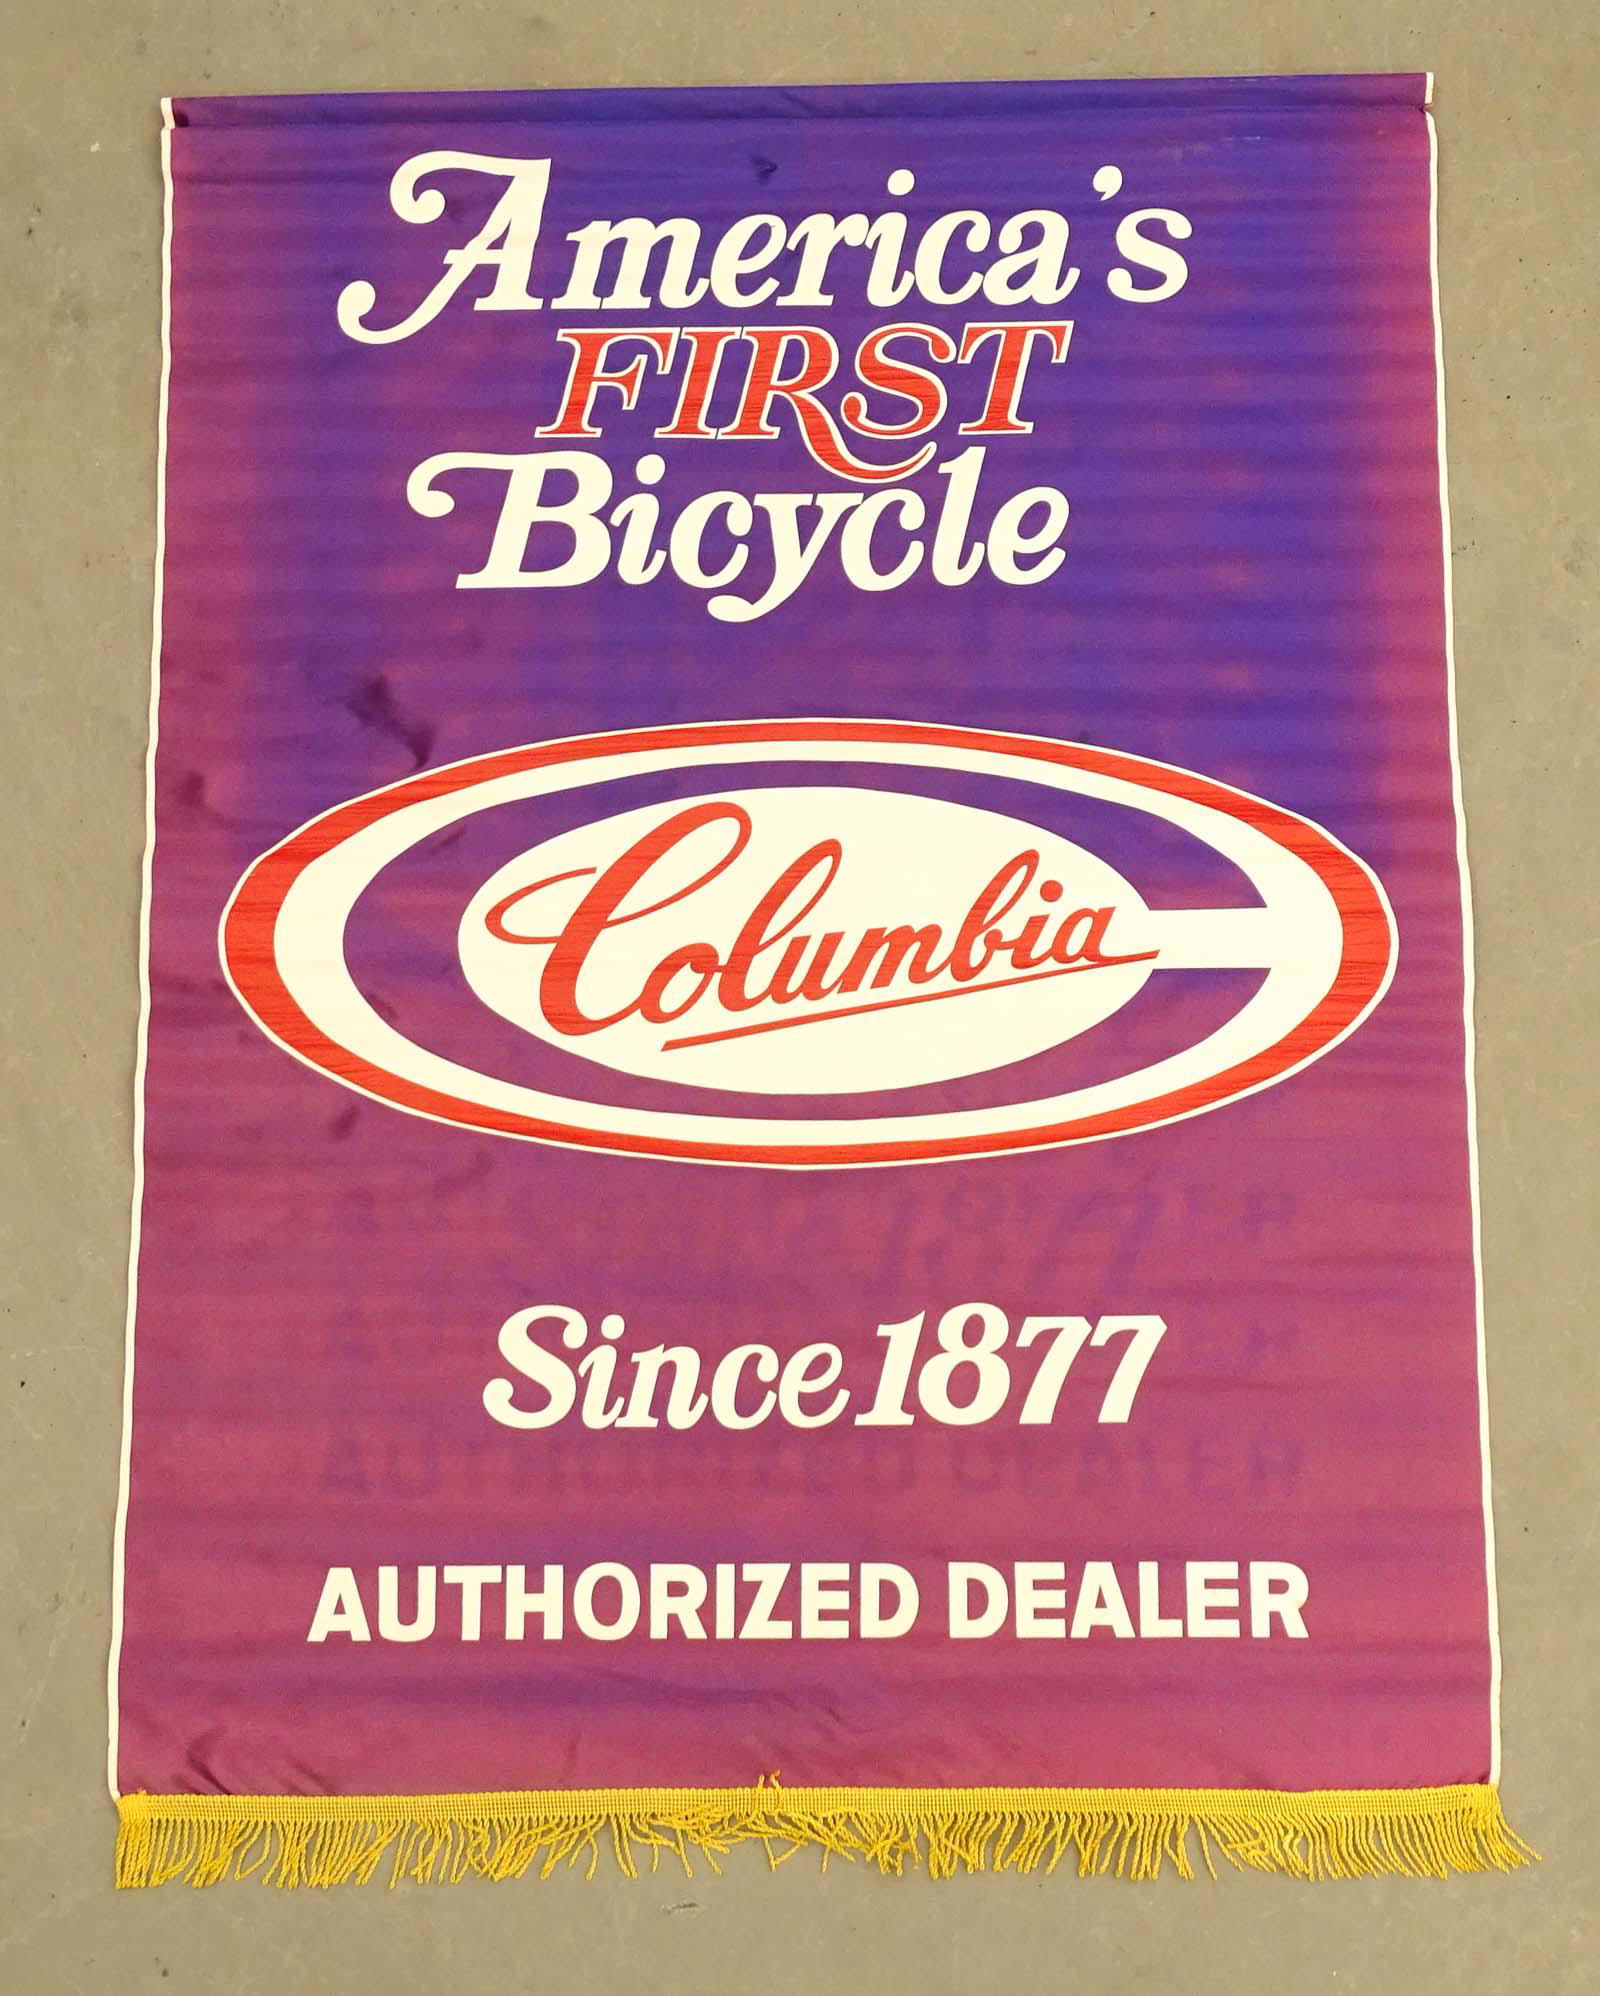 America's
FIRST
Bicycle
Columbia
Since 1877
AUTHORIZED DEALER